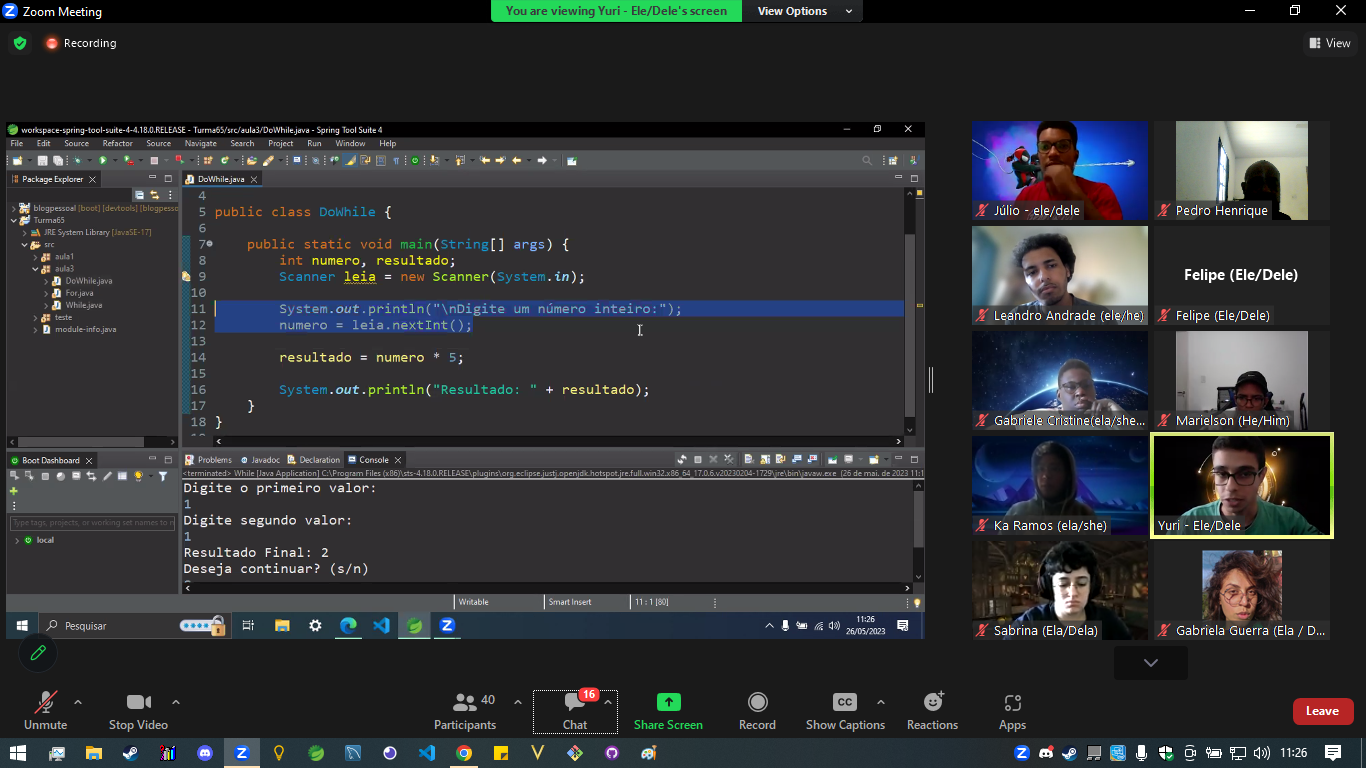 Zoom Meeting
You are viewing Yuri - Ele/Dele's screen
View Options
Recording
View
workspace-spring-tool-suite-4-4.18.0.RELEASE - Turma65/src/aula3/DoWhile.java - Spring Tool Suite 4
File Edit Source Refactor Source Navigate Search Project Run Window Help
Package Explorer
DoWhile.java
blogpessoal [boot] [devtools] [blogpesso
Turma65
JRE System Library [JavaSE-17]
src
aula1
aula3
DoWhile.java
For.java
While.java
teste
module-info.java
4
5 public class DoWhile {
6
7 public static void main(String[] args) {
8 int numero, resultado;
9 Scanner leia = new Scanner(System.in);
10
11 System.out.println("\nDigite um número inteiro:");
12 numero = leia.nextInt();
13
14 resultado = numero * 5;
15
16 System.out.println("Resultado: " + resultado);
17 }
18 }
Boot Dashboard
Type tags, projects, or working set names to n
local
Problems Javadoc Declaration Console
<terminated> While [Java Application] C:\Program Files (x86)\sts-4.18.0.RELEASE\plugins\org.eclipse.justj.openjdk.hotspot.jre.full.win32.x86_64_17.0.6.v20230204-1729\jre\bin\javaw.exe (26 de mai. de 2023 11:1
Digite o primeiro valor:
1
Digite segundo valor:
1
Resultado Final: 2
Deseja continuar? (s/n)
Writable Smart Insert 11 : 1 [80]
Pesquisar
11:26
26/05/2023
Júlio - ele/dele
Pedro Henrique
Leandro Andrade (ele/he)
Felipe (Ele/Dele)
Felipe (Ele/Dele)
Gabriele Cristine(ela/she...
Marielson (He/Him)
Ka Ramos (ela/she)
Yuri - Ele/Dele
Sabrina (Ela/Dela)
Gabriela Guerra (Ela / D...
Unmute
Stop Video
40
Participants
16
Chat
Share Screen
Record
CC
Show Captions
Reactions
Apps
Leave
11:26